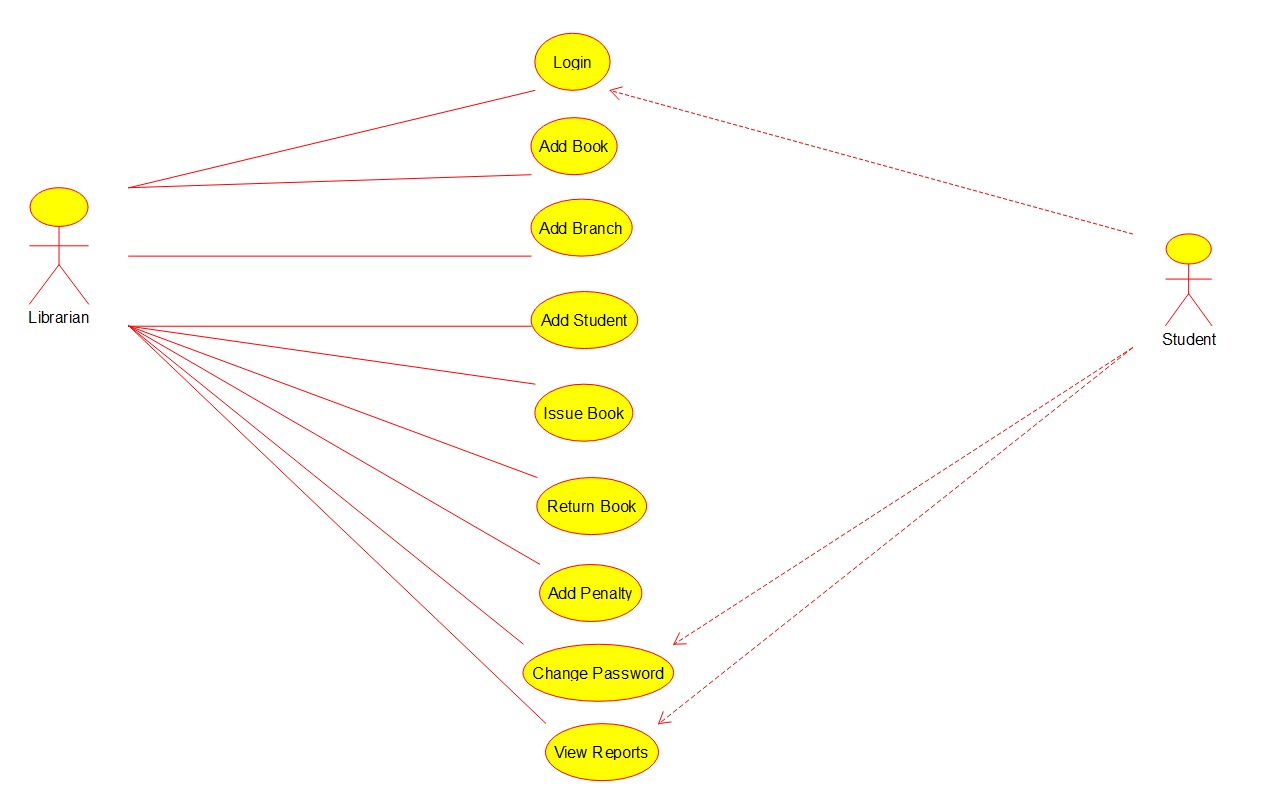 Login
Add Book
Add Branch
Librarian
Add Student
Student
Issue Book
Return Book
Add Penalty
Change Password
View Reports